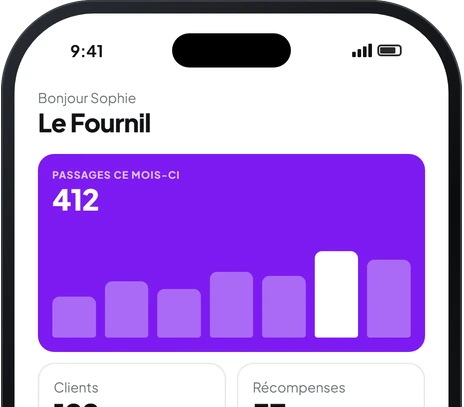 9:41
Bonjour Sophie
Le Fournil
PASSAGES CE MOIS-CI
412
Clients
Récompenses